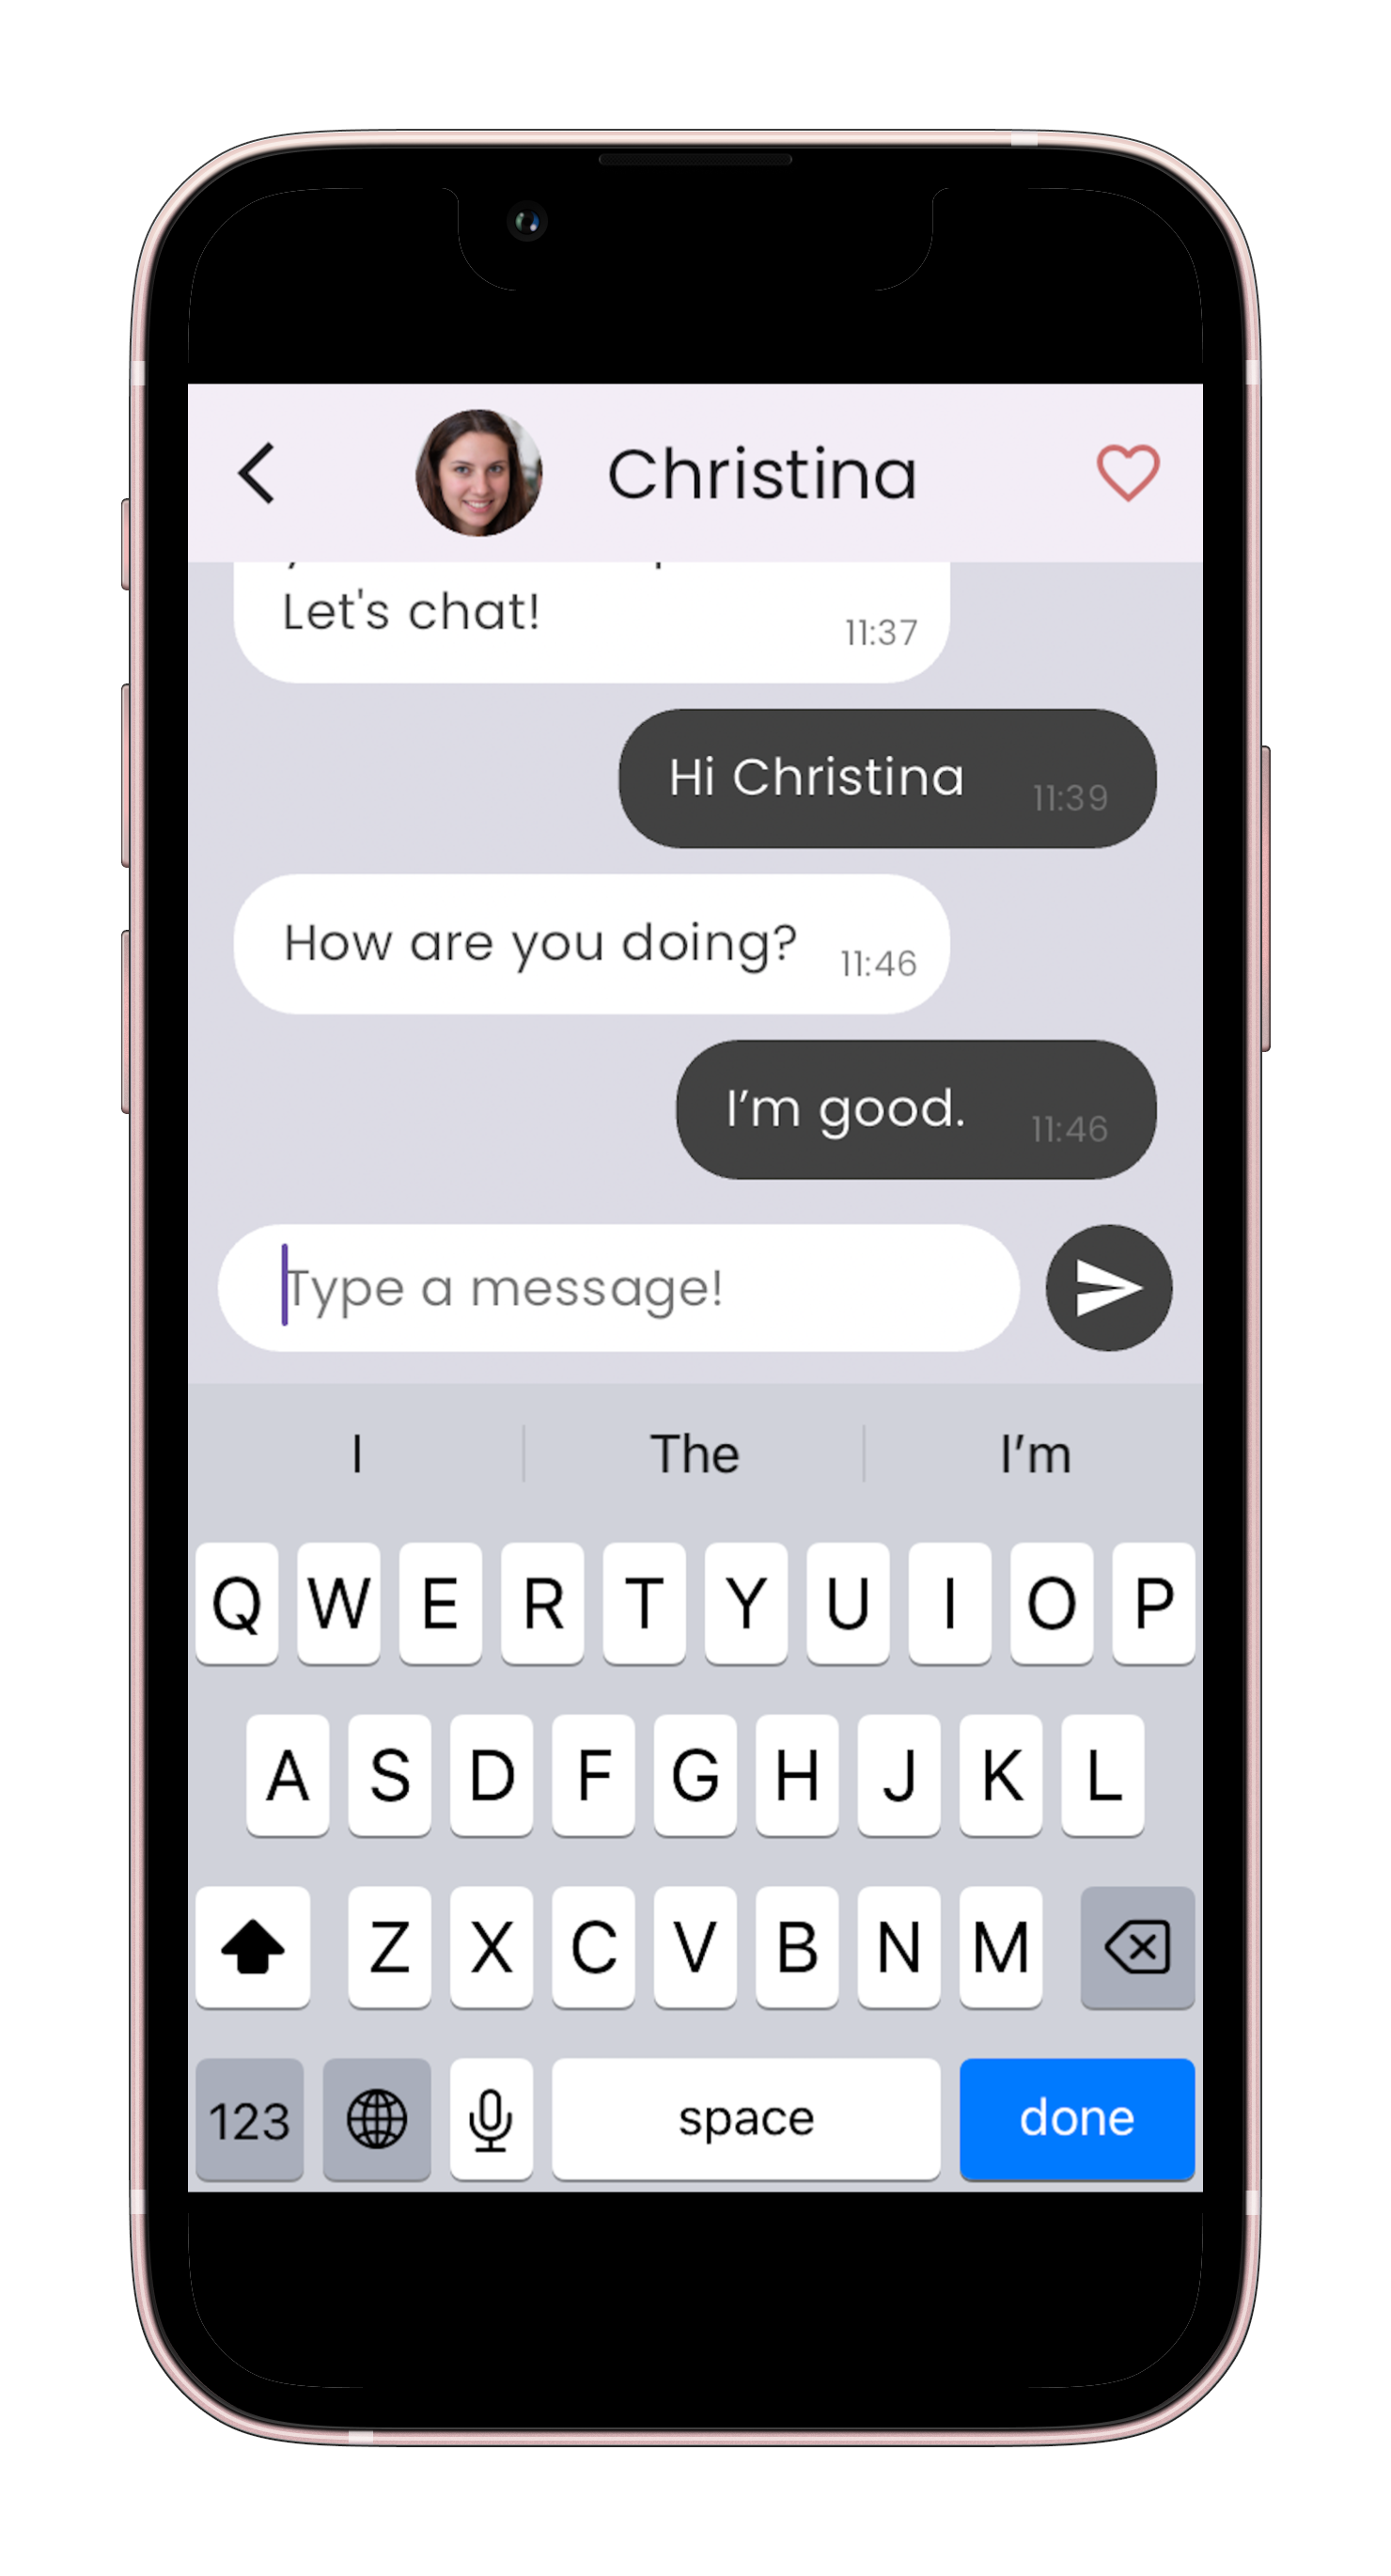 Christina
Let's chat!
11:37
Hi Christina
11:39
How are you doing?
11:46
I’m good.
11:46
Type a message!
I
The
I’m
Q W E R T Y U I O P
A S D F G H J K L
Z X C V B N M
123
space
done